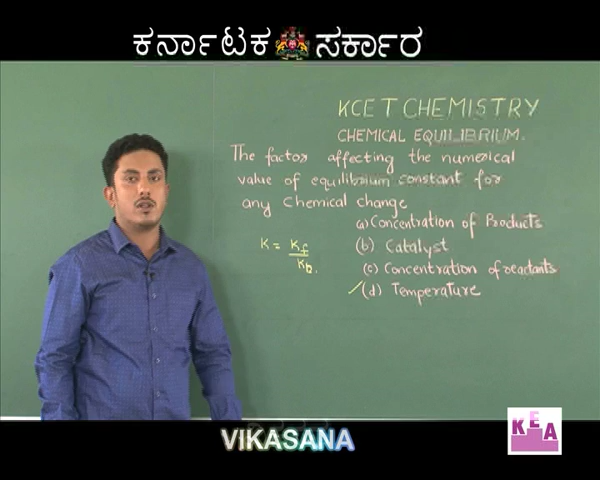 ಕರ್ನಾಟಕ ಸರ್ಕಾರ
KCET CHEMISTRY
CHEMICAL EQUILIBRIUM.
The factor affecting the numerical
value of equilibrium constant for
any chemical change
(a) Concentration of Products
(b) Catalyst
(c) Concentration of reactants
(d) Temperature
K = Kf
Kb.
VIKASANA
KEA